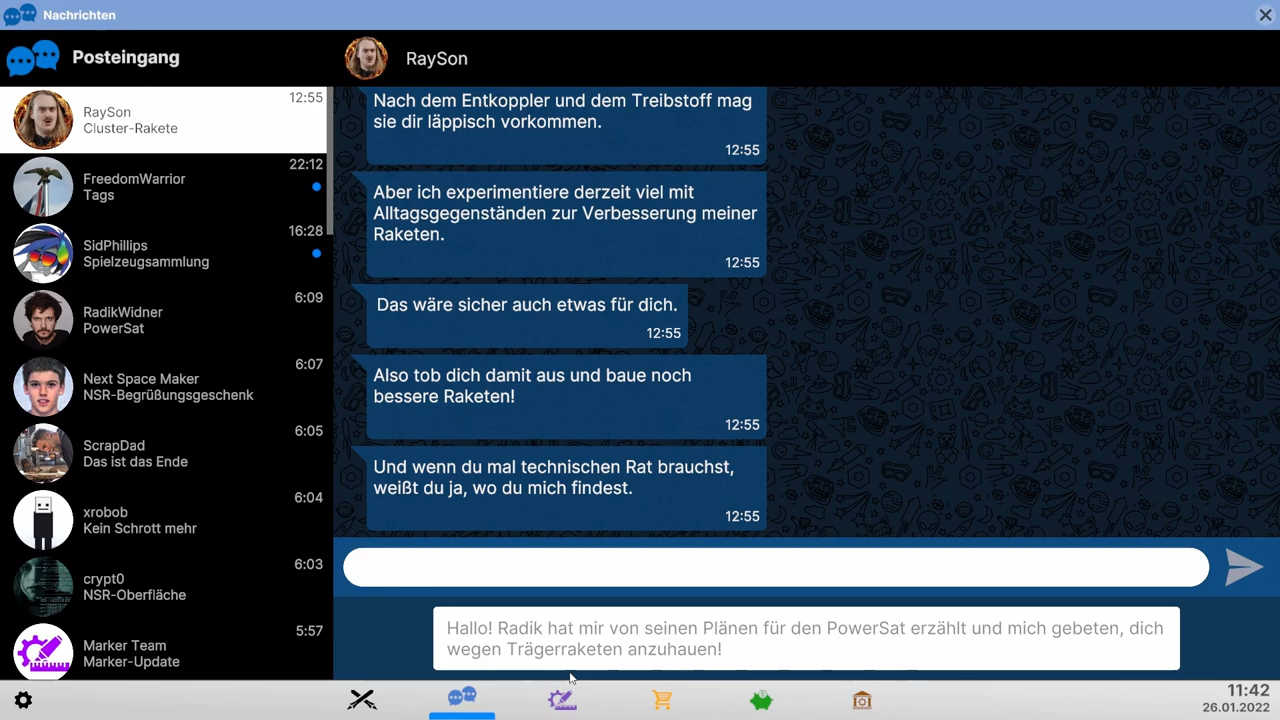 Nachrichten
Posteingang
RaySon
12:55
RaySon
Cluster-Rakete
22:12
FreedomWarrior
Tags
16:28
SidPhillips
Spielzeugsammlung
6:09
RadikWidner
PowerSat
6:07
Next Space Maker
NSR-Begrüßungsgeschenk
6:05
ScrapDad
Das ist das Ende
6:04
xrobob
Kein Schrott mehr
6:03
crypt0
NSR-Oberfläche
5:57
Marker Team
Marker-Update
Nach dem Entkoppler und dem Treibstoff mag
sie dir läppisch vorkommen.
12:55
Aber ich experimentiere derzeit viel mit
Alltagsgegenständen zur Verbesserung meiner
Raketen.
12:55
Das wäre sicher auch etwas für dich.
12:55
Also tob dich damit aus und baue noch
bessere Raketen!
12:55
Und wenn du mal technischen Rat brauchst,
weißt du ja, wo du mich findest.
12:55
Hallo! Radik hat mir von seinen Plänen für den PowerSat erzählt und mich gebeten, dich
wegen Trägerraketen anzuhauen!
11:42
26.01.2022